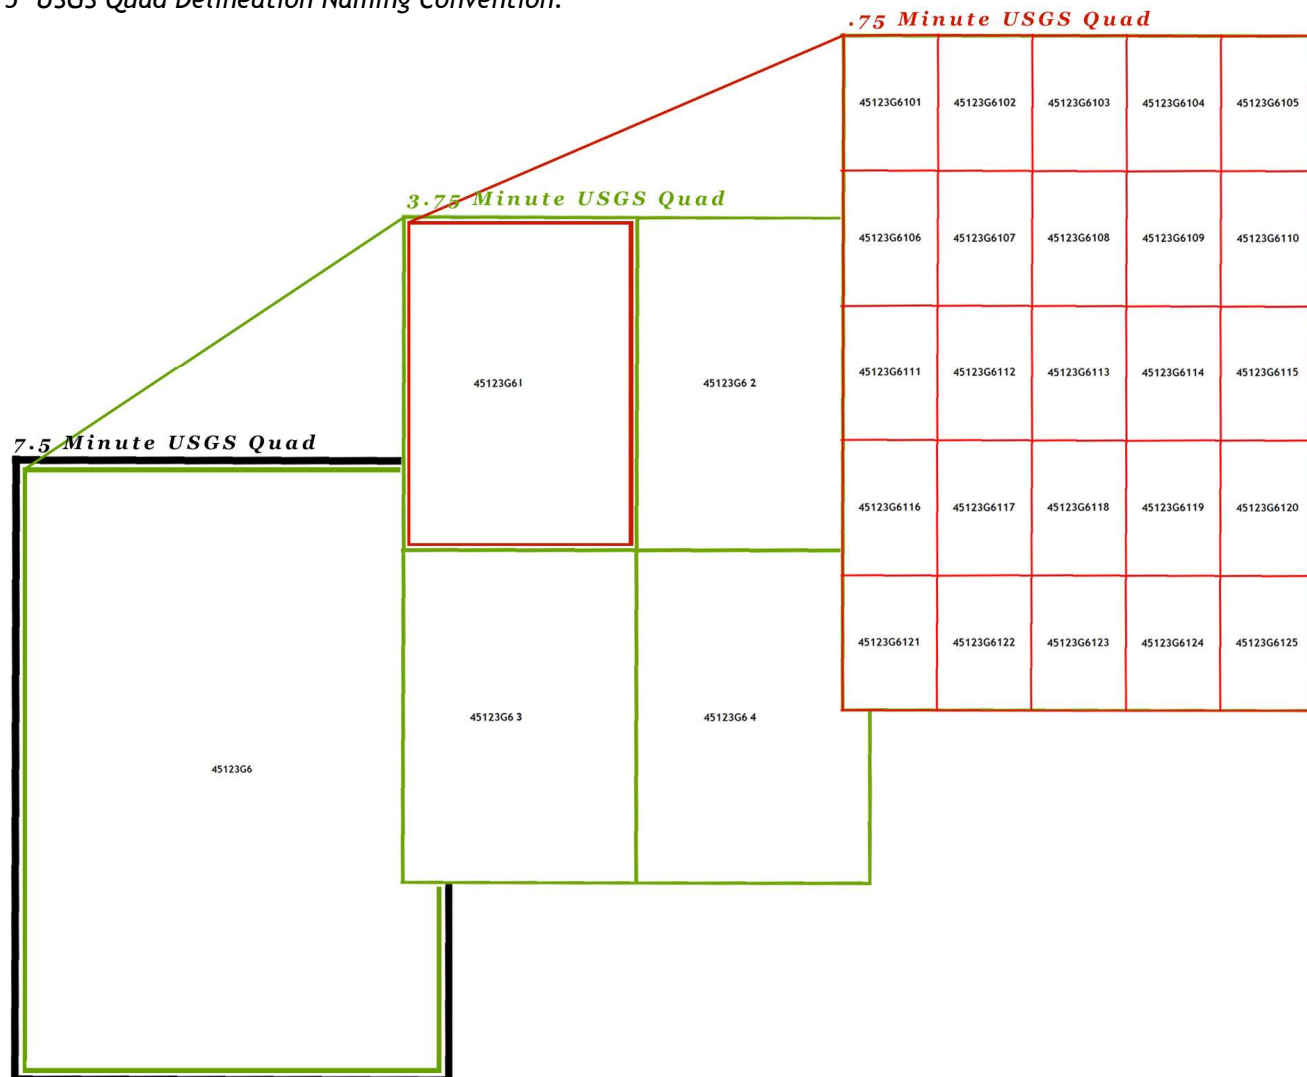 5 USGS Quad Delineation Naming Convention.
.75 Minute USGS Quad
45123G6101 45123G6102 45123G6103 45123G6104 45123G6105
45123G6106 45123G6107 45123G6108 45123G6109 45123G6110
45123G6111 45123G6112 45123G6113 45123G6114 45123G6115
45123G6116 45123G6117 45123G6118 45123G6119 45123G6120
45123G6121 45123G6122 45123G6123 45123G6124 45123G6125
3.75 Minute USGS Quad
45123G61 45123G6 2
45123G6 3 45123G6 4
7.5 Minute USGS Quad
45123G6